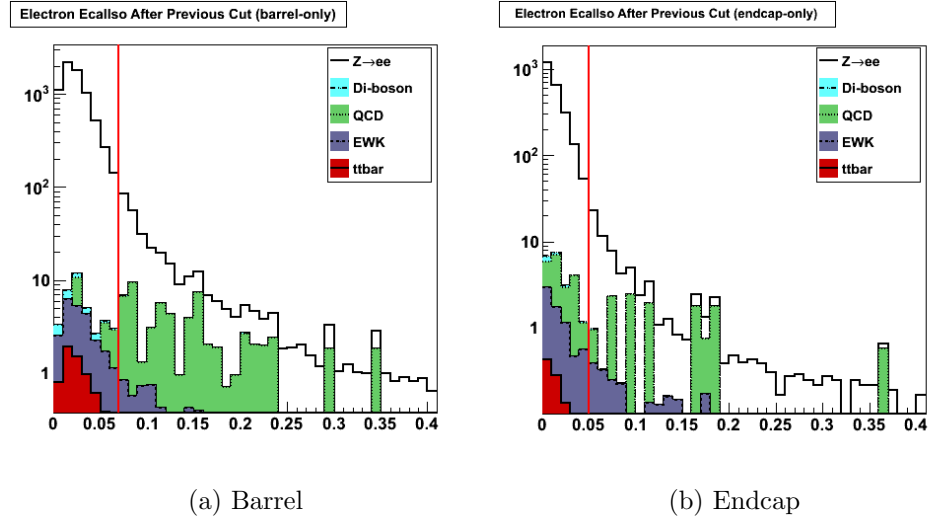 Electron EcalIso After Previous Cut (barrel-only)
10³
10²
10
1
0 0.05 0.1 0.15 0.2 0.25 0.3 0.35 0.4
Z→ee
Di-boson
QCD
EWK
ttbar
(a) Barrel
Electron EcalIso After Previous Cut (endcap-only)
10³
10²
10
1
0 0.05 0.1 0.15 0.2 0.25 0.3 0.35 0.4
Z→ee
Di-boson
QCD
EWK
ttbar
(b) Endcap